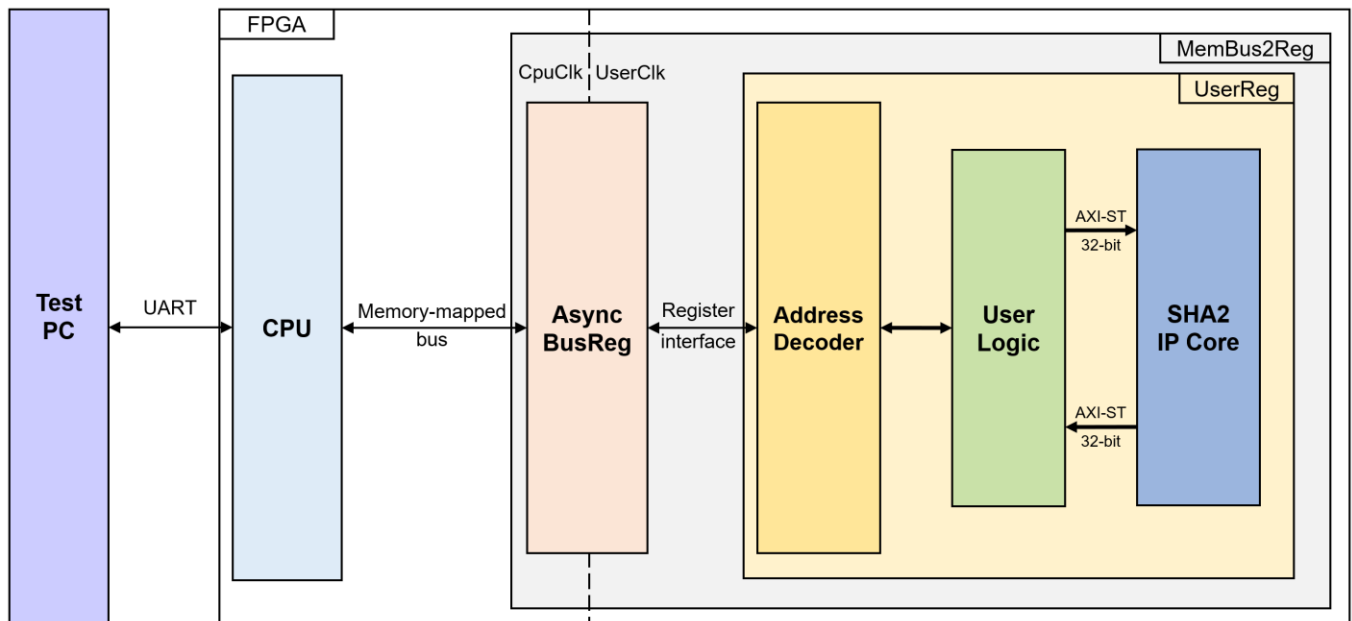 FPGA
MemBus2Reg
CpuClk
UserClk
UserReg
Test
PC
UART
CPU
Memory-mapped
bus
Async
BusReg
Register
interface
Address
Decoder
User
Logic
AXI-ST
32-bit
AXI-ST
32-bit
SHA2
IP Core